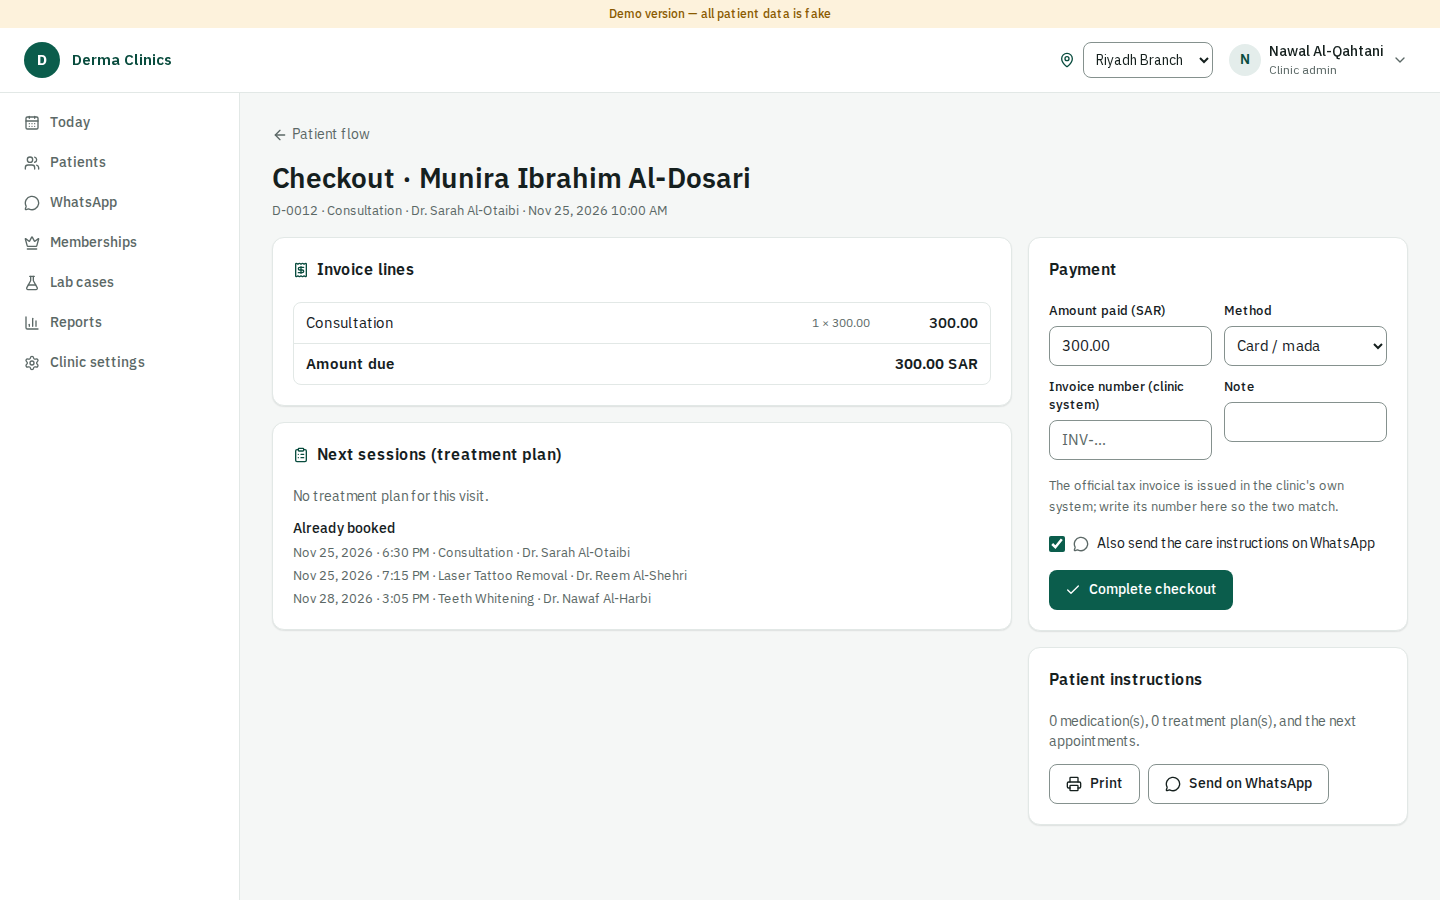 Demo version — all patient data is fake
D
Derma Clinics
Riyadh Branch
N
Nawal Al-Qahtani
Clinic admin
Today
Patients
WhatsApp
Memberships
Lab cases
Reports
Clinic settings
Patient flow
Checkout · Munira Ibrahim Al-Dosari
D-0012 · Consultation · Dr. Sarah Al-Otaibi · Nov 25, 2026 10:00 AM
Invoice lines
Consultation 1 × 300.00 300.00
Amount due 300.00 SAR
Next sessions (treatment plan)
No treatment plan for this visit.
Already booked
Nov 25, 2026 · 6:30 PM · Consultation · Dr. Sarah Al-Otaibi
Nov 25, 2026 · 7:15 PM · Laser Tattoo Removal · Dr. Reem Al-Shehri
Nov 28, 2026 · 3:05 PM · Teeth Whitening · Dr. Nawaf Al-Harbi
Payment
Amount paid (SAR) Method
300.00 Card / mada
Invoice number (clinic Note
system)
INV-...
The official tax invoice is issued in the clinic's own
system; write its number here so the two match.
Also send the care instructions on WhatsApp
Complete checkout
Patient instructions
0 medication(s), 0 treatment plan(s), and the next
appointments.
Print Send on WhatsApp